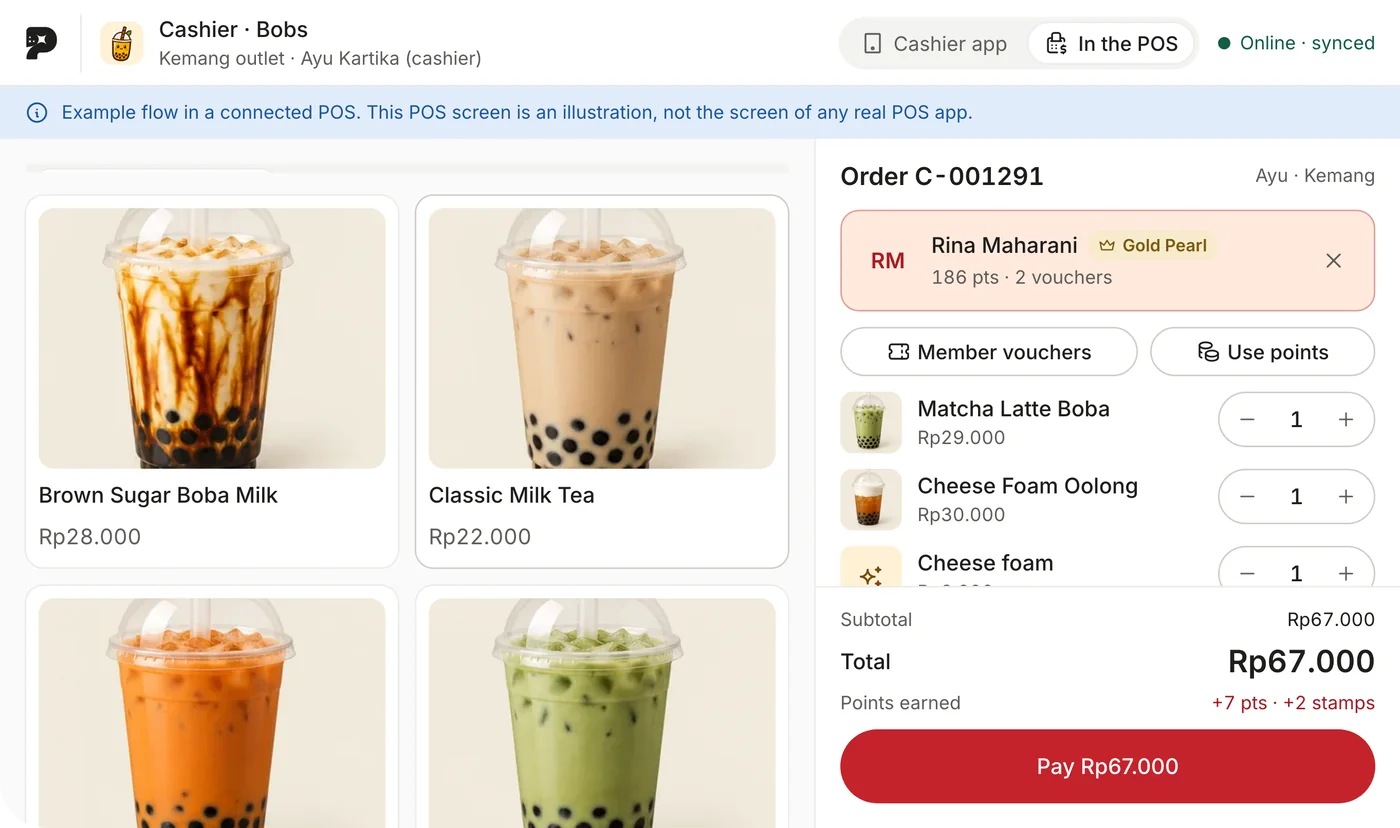 Cashier · Bobs
Kemang outlet · Ayu Kartika (cashier)
Cashier app
In the POS
Online · synced
Example flow in a connected POS. This POS screen is an illustration, not the screen of any real POS app.
Brown Sugar Boba Milk
Rp28.000
Classic Milk Tea
Rp22.000
Order C-001291
Ayu · Kemang
RM
Rina Maharani
Gold Pearl
186 pts · 2 vouchers
Member vouchers
Use points
Matcha Latte Boba
Rp29.000
1
Cheese Foam Oolong
Rp30.000
1
Cheese foam
1
Subtotal
Rp67.000
Total
Rp67.000
Points earned
+7 pts · +2 stamps
Pay Rp67.000